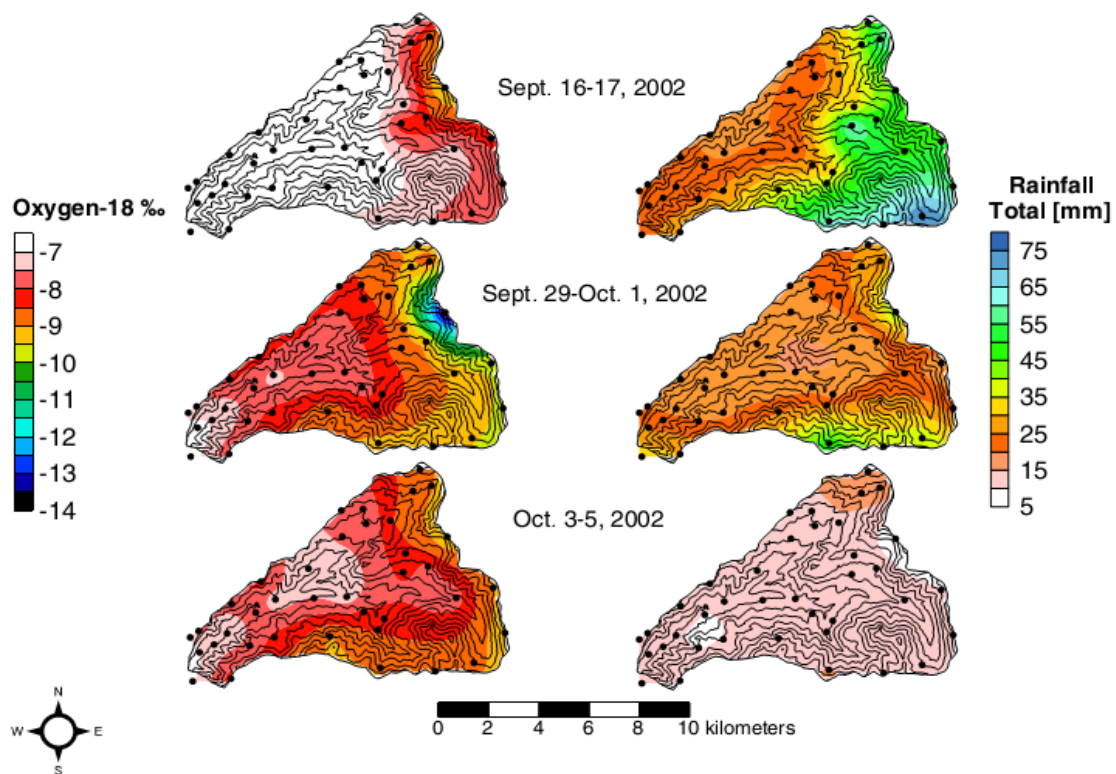 Sept. 16-17, 2002
Oxygen-18 ‰
-7
-8
-9
-10
-11
-12
-13
-14
Rainfall
Total [mm]
75
65
55
45
35
25
15
5
Sept. 29-Oct. 1, 2002
Oct. 3-5, 2002
N
W E
S
0 2 4 6 8 10 kilometers